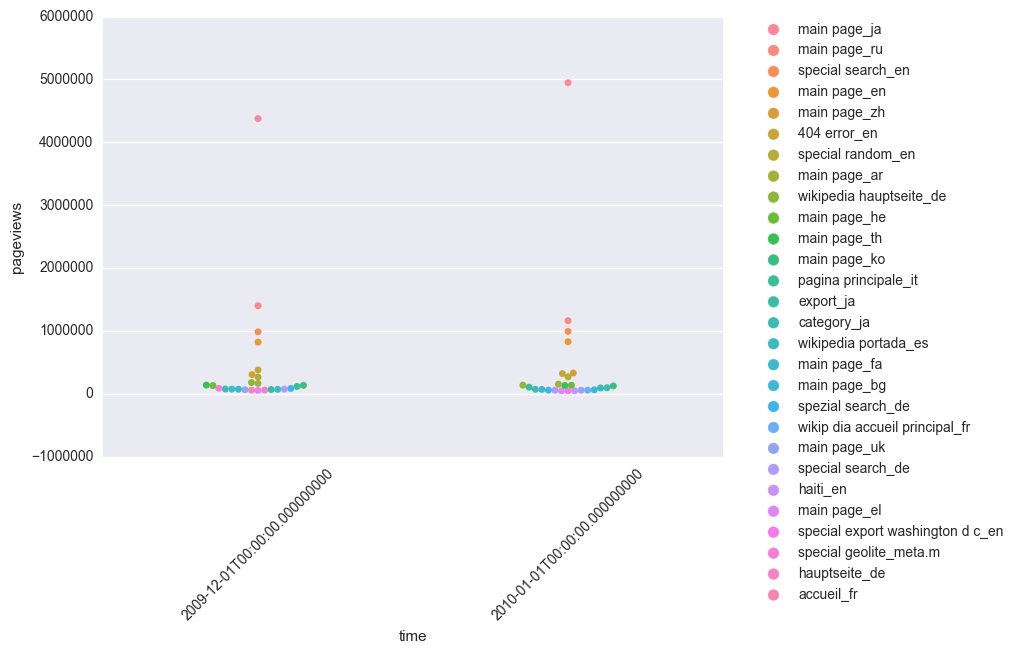 6000000
5000000
4000000
3000000
2000000
1000000
0
−1000000
pageviews
2009-12-01T00:00:00.000000000
2010-01-01T00:00:00.000000000
time
main page_ja
main page_ru
special search_en
main page_en
main page_zh
404 error_en
special random_en
main page_ar
wikipedia hauptseite_de
main page_he
main page_th
main page_ko
pagina principale_it
export_ja
category_ja
wikipedia portada_es
main page_fa
main page_bg
spezial search_de
wikip dia accueil principal_fr
main page_uk
special search_de
haiti_en
main page_el
special export washington d c_en
special geolite_meta.m
hauptseite_de
accueil_fr